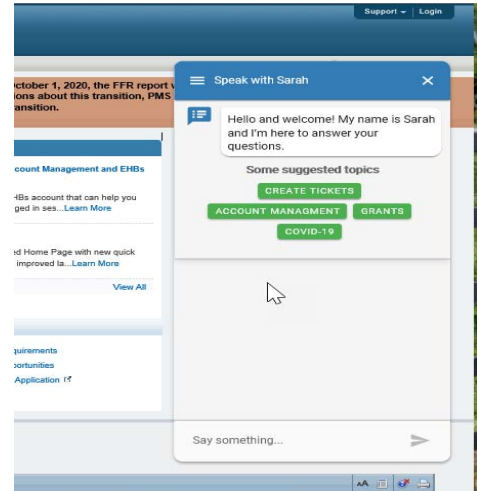 Support
Login
ctober 1, 2020, the FFR report
ions about this transition, PMS
ansition.
count Management and EHBs
HBs account that can help you
ged in ses...Learn More
ed Home Page with new quick
improved la...Learn More
View All
quirements
portunities
Application
Speak with Sarah
Hello and welcome! My name is Sarah
and I'm here to answer your
questions.
Some suggested topics
CREATE TICKETS
ACCOUNT MANAGMENT GRANTS
COVID-19
Say something...
AA